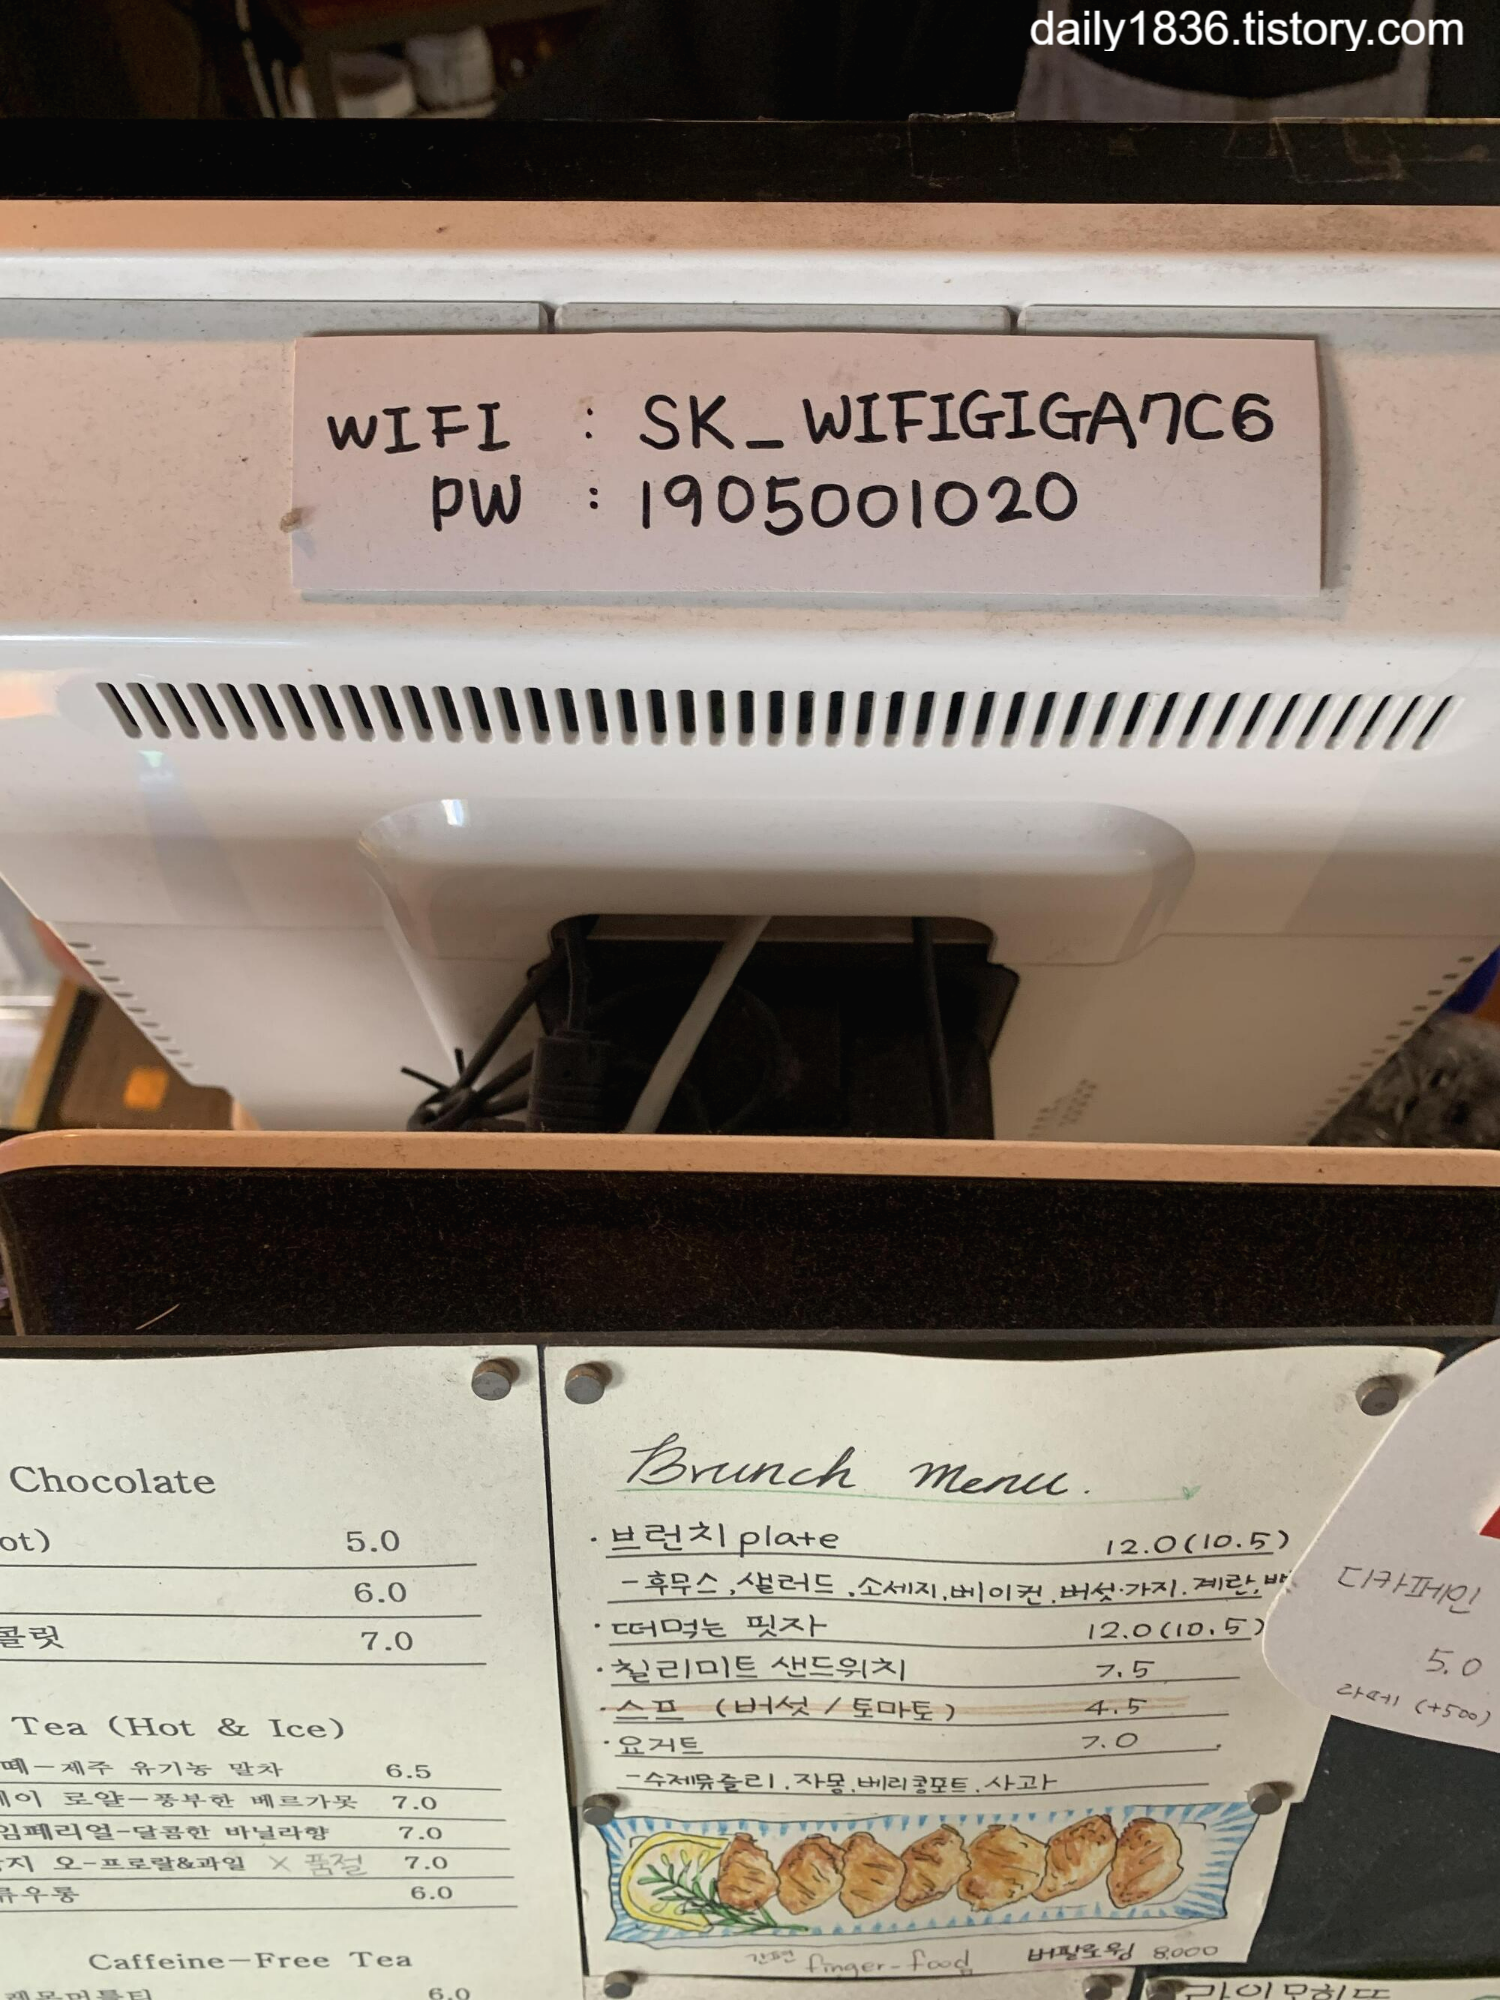 daily1836.tistory.com
WIFI : SK_WIFIGIGA7C6
PW : 1905001020
Chocolate
ot) 5.0
6.0
콜릿 7.0
Tea (Hot & Ice)
떼-제주 유기농 말차 6.5
레이 로얄-풍부한 베르가못 7.0
임페리얼-달콤한 바닐라향 7.0
지 오-프로랄&과일 × 품절 7.0
류우롱 6.0
Caffeine-Free Tea
6.0
Brunch menu.
· 브런치 plate 12.0(10.5)
- 후무스, 샐러드, 소세지, 베이컨, 버섯·가지. 계란,
· 떠먹는 핏자 12.0(10.5)
· 칠리미트 샌드위치 7.5
· 스프 (버섯 / 토마토) 4.5
· 요거트 7.0
- 수제뮤즐리. 자몽. 베리콩포트. 사과
간편 finger-food 버팔로윙 8.000
디카페인
5.0
라떼 (+500)